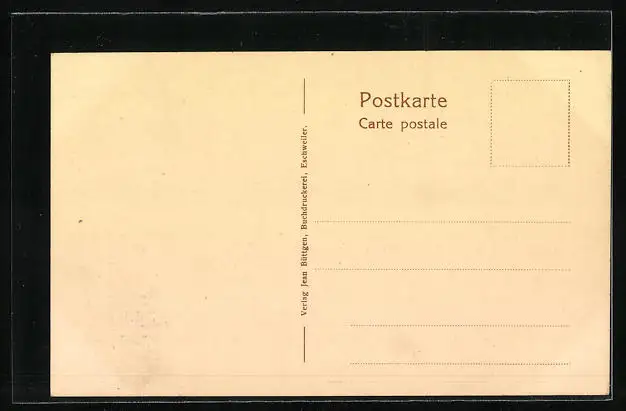 Postkarte
Carte postale
Verlag Jean Büttgen, Buchdruckerei, Eschweiler.